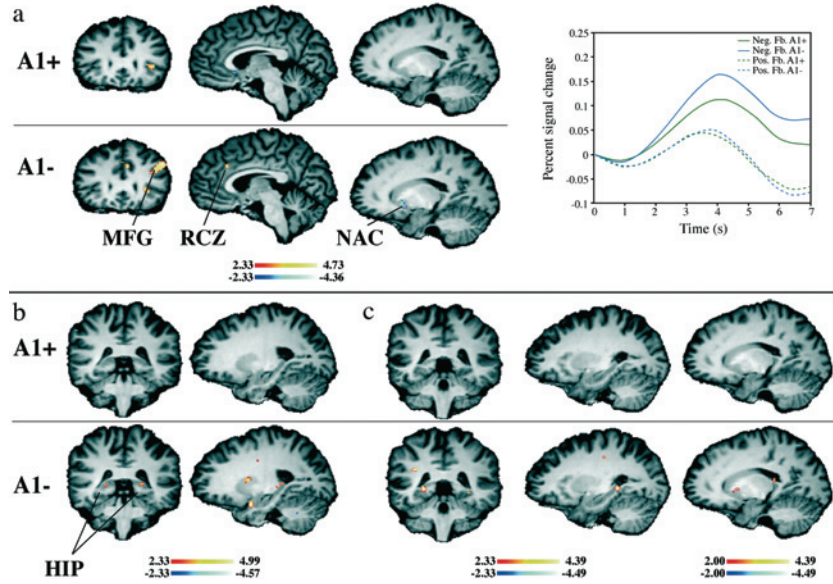 a
A1+
A1-
MFG
RCZ
NAC
2.33 4.73
-2.33 -4.36
Percent signal change
0.25
0.2
0.15
0.1
0.05
0
-0.05
-0.1
0 1 2 3 4 5 6 7
Time (s)
Neg. Fb. A1+
Neg. Fb. A1-
Pos. Fb. A1+
Pos. Fb. A1-
b
A1+
A1-
HIP
2.33 4.99
-2.33 -4.57
c
2.33 4.39
-2.33 -4.49
2.00 4.39
-2.00 -4.49